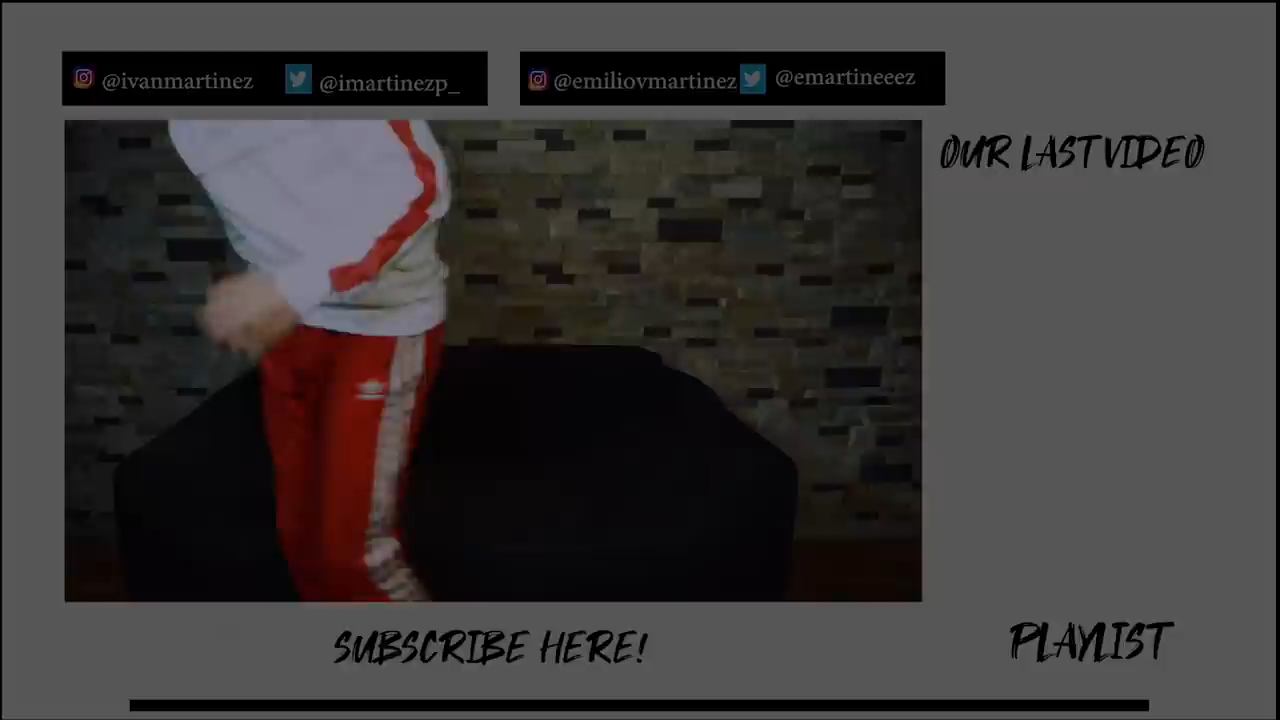 @ivanmartinez @imartinezp_ @emiliovmartinez @emartineeez
OUR LAST VIDEO
SUBSCRIBE HERE!
PLAYLIST